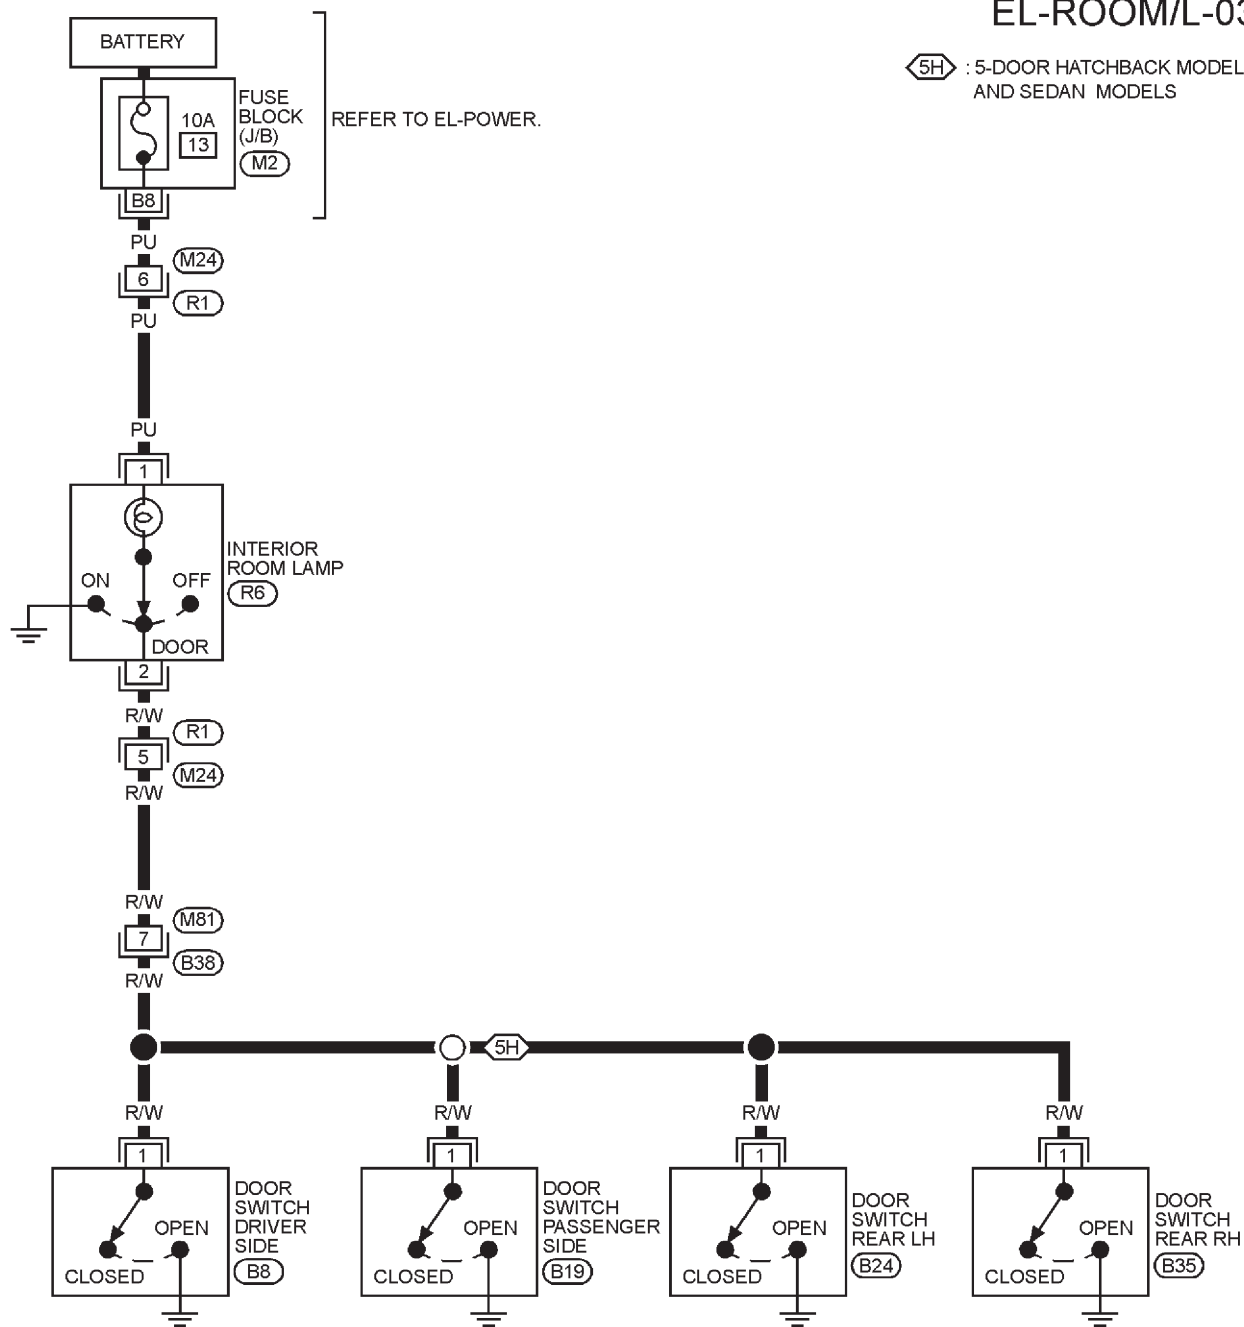 EL-ROOM/L-03
5H : 5-DOOR HATCHBACK MODEL
AND SEDAN MODELS
BATTERY
10A
13
FUSE
BLOCK
(J/B)
M2
REFER TO EL-POWER.
B8
PU
M24
6
R1
PU
PU
1
INTERIOR
ROOM LAMP
R6
ON
OFF
DOOR
2
R/W
R1
5
M24
R/W
R/W
M81
7
B38
R/W
5H
R/W
R/W
R/W
R/W
1
1
1
1
DOOR
SWITCH
DRIVER
SIDE
B8
OPEN
CLOSED
DOOR
SWITCH
PASSENGER
SIDE
B19
OPEN
CLOSED
DOOR
SWITCH
REAR LH
B24
OPEN
CLOSED
DOOR
SWITCH
REAR RH
B35
OPEN
CLOSED